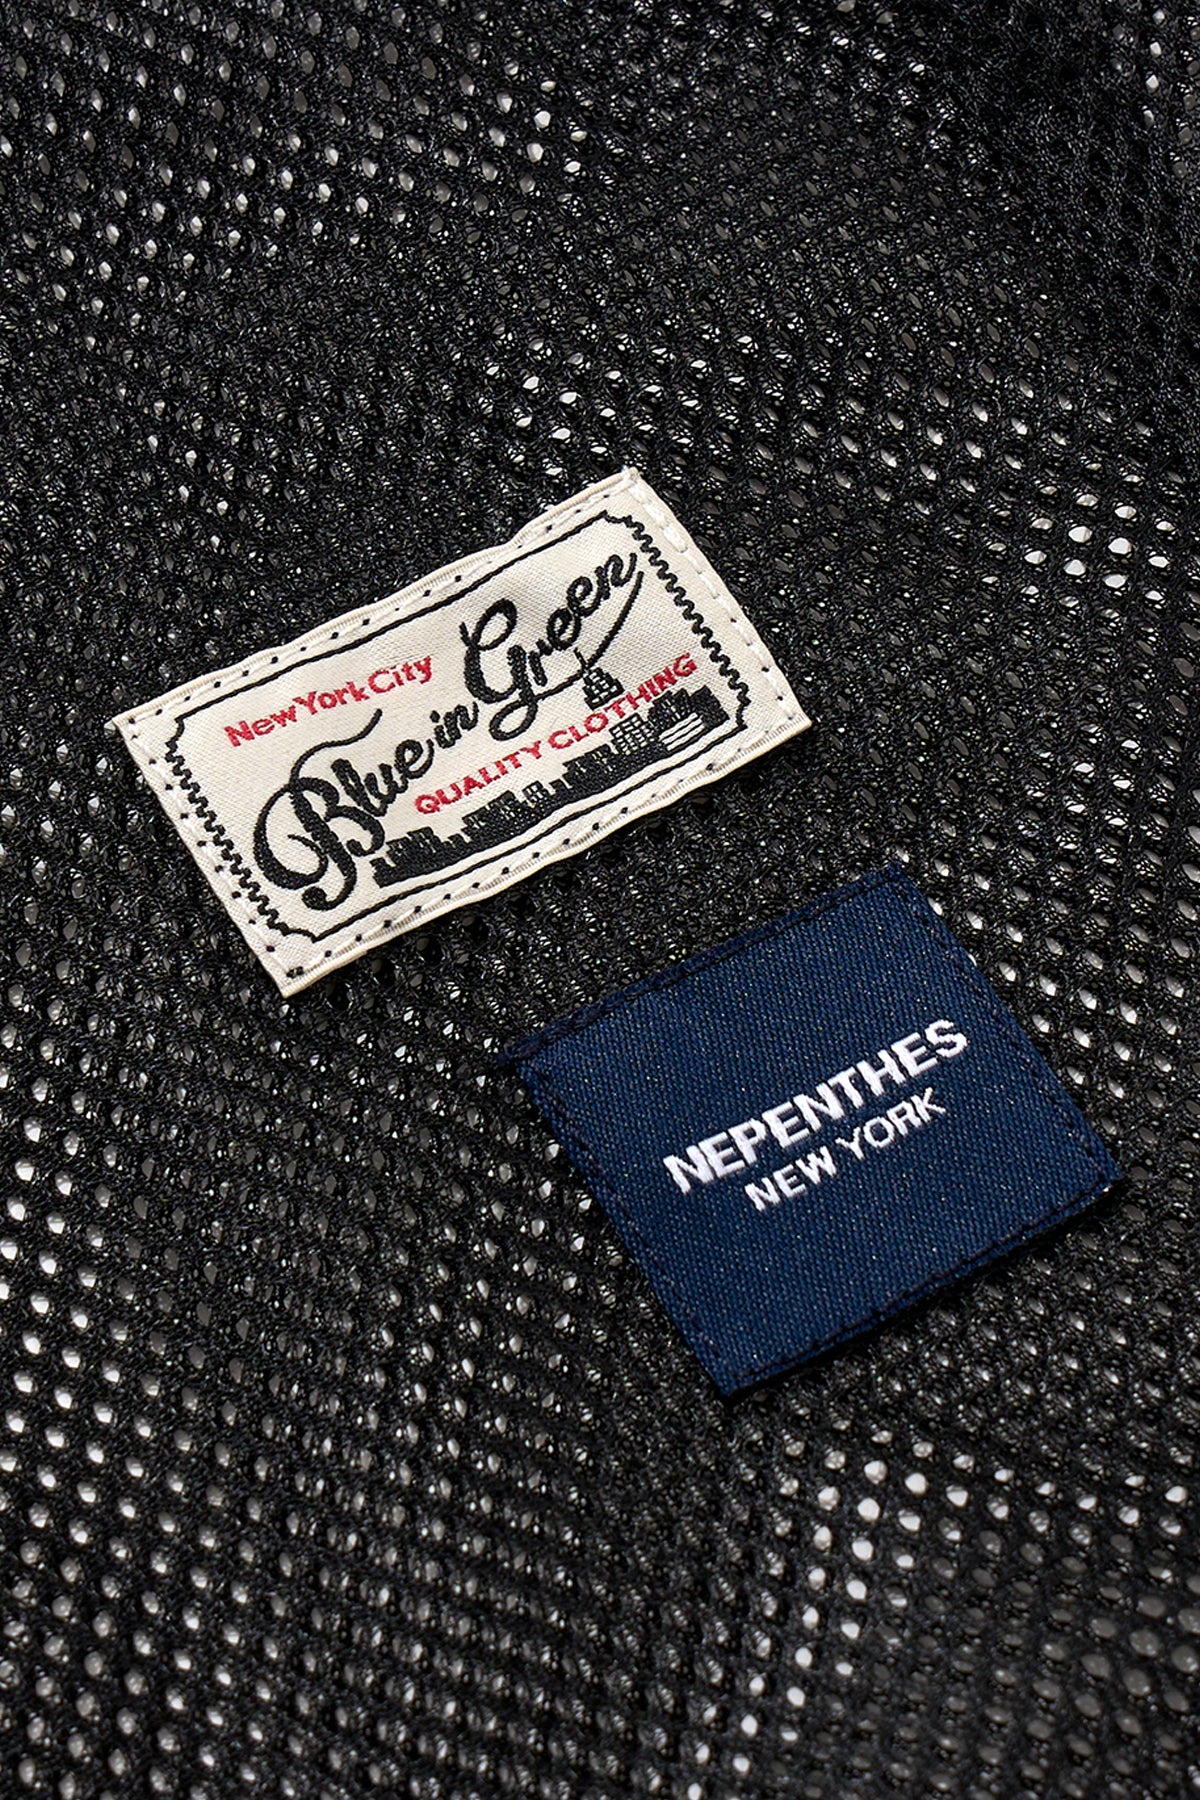 New York City
Blue in Green
QUALITY CLOTHING
NEPENTHES
NEW YORK